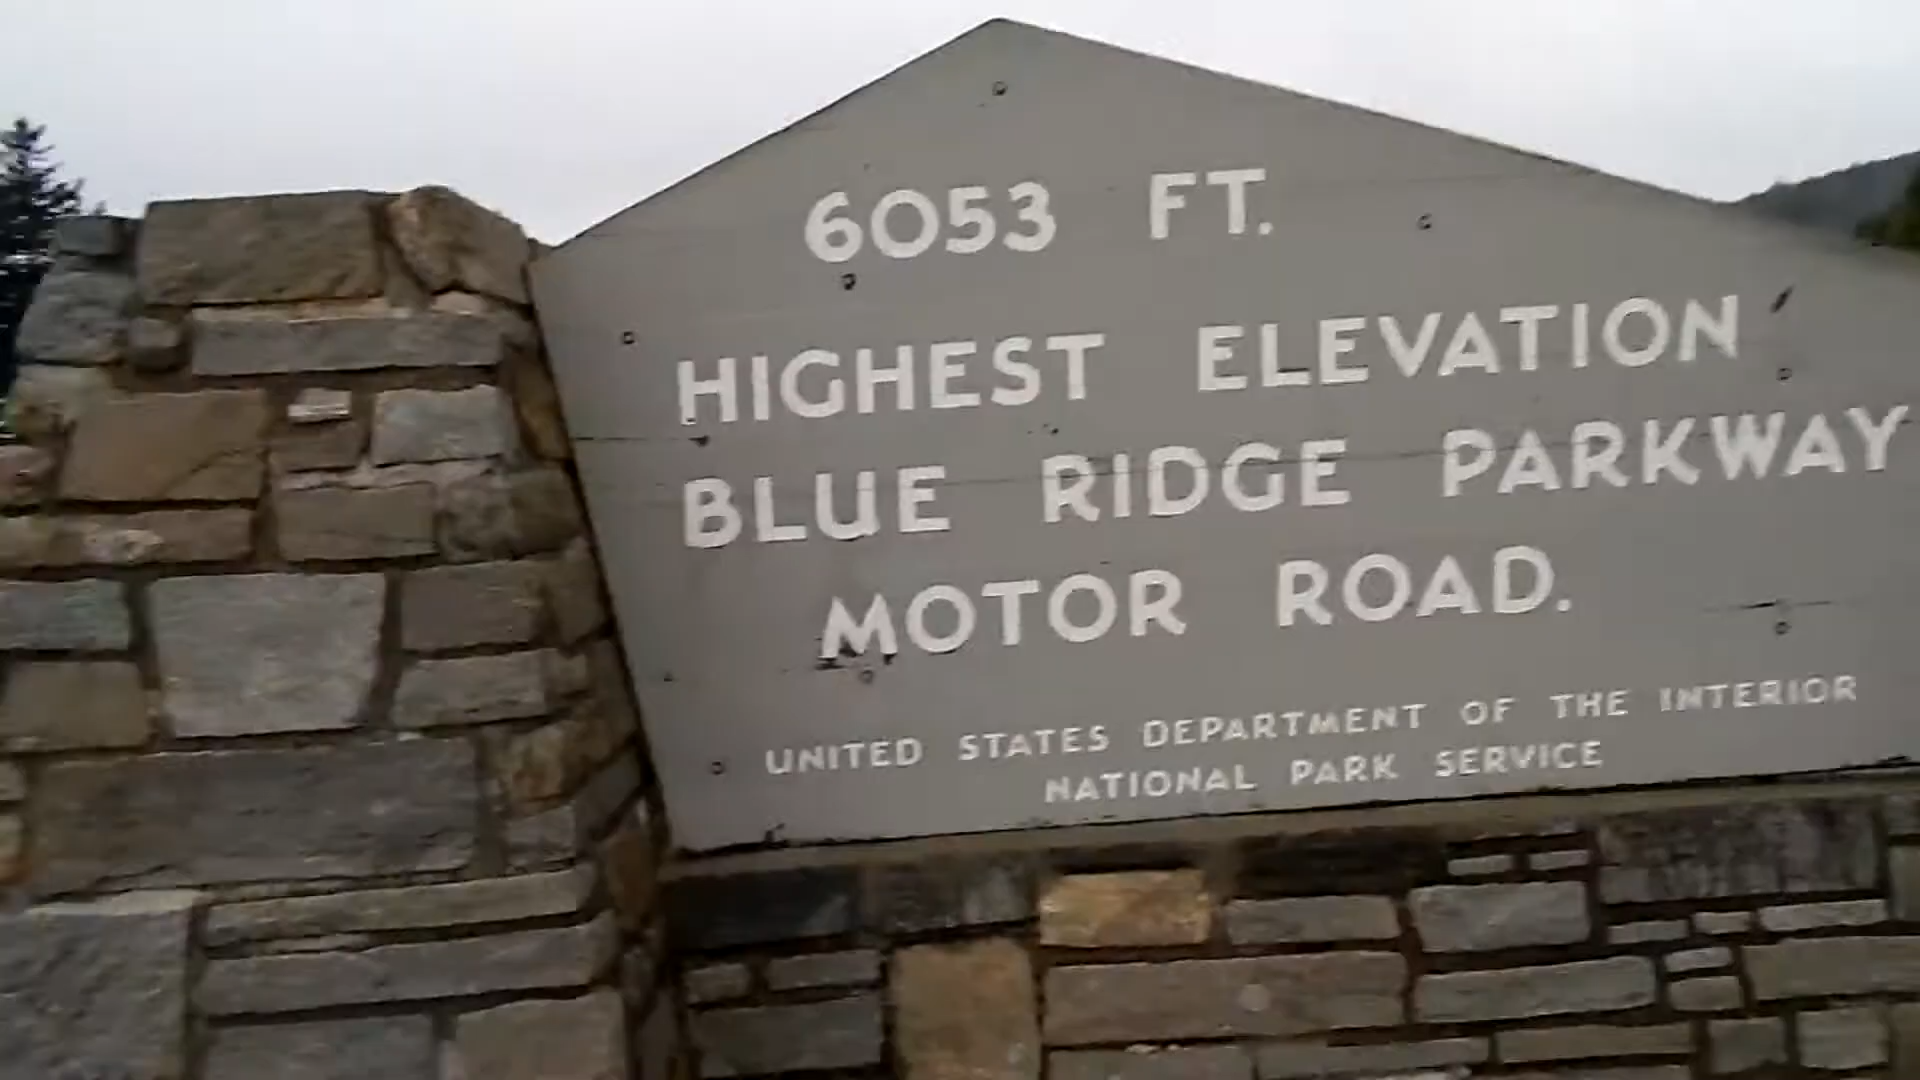 6053 FT.
HIGHEST ELEVATION
BLUE RIDGE PARKWAY
MOTOR ROAD.
UNITED STATES DEPARTMENT OF THE INTERIOR
NATIONAL PARK SERVICE